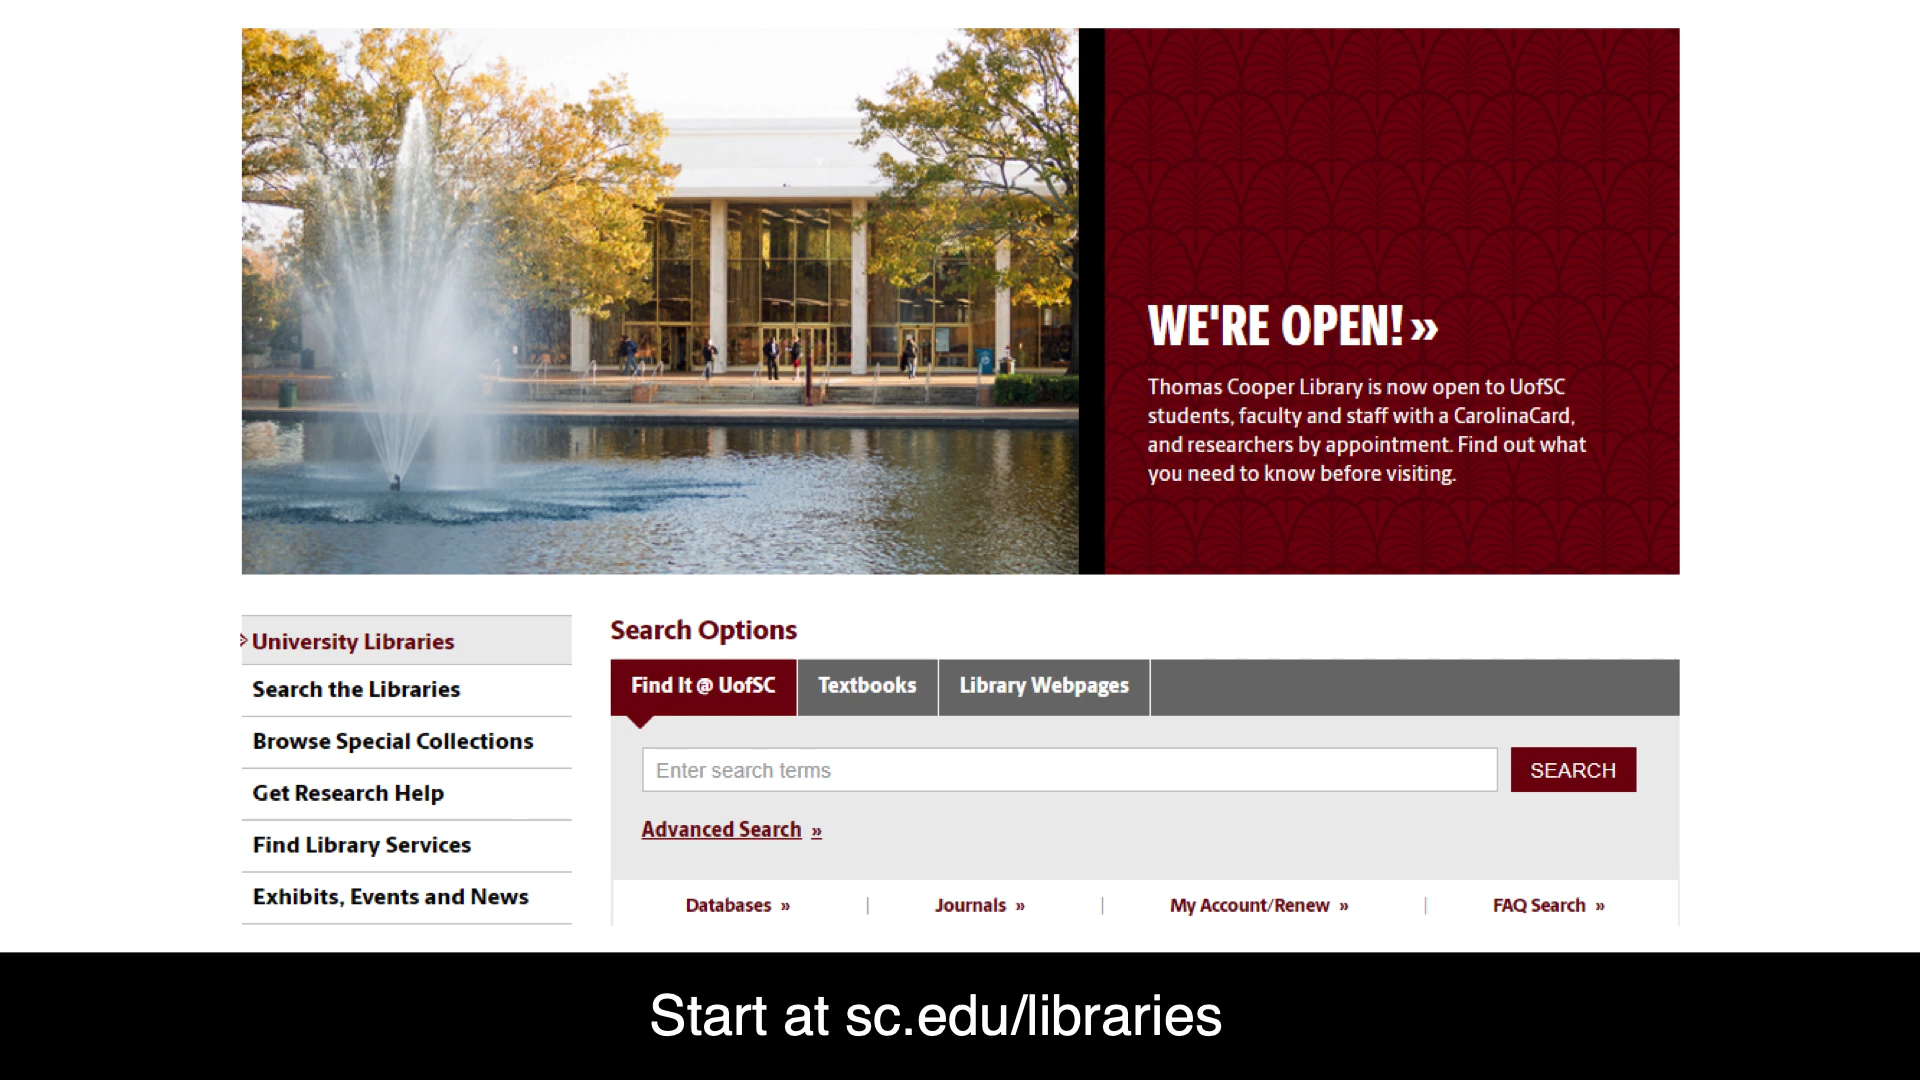 WE'RE OPEN! »
Thomas Cooper Library is now open to UofSC
students, faculty and staff with a CarolinaCard,
and researchers by appointment. Find out what
you need to know before visiting.
University Libraries
Search the Libraries
Browse Special Collections
Get Research Help
Find Library Services
Exhibits, Events and News
Search Options
Find It @ UofSC
Textbooks
Library Webpages
Enter search terms
SEARCH
Advanced Search »
Databases » | Journals » | My Account/Renew » | FAQ Search »
Start at sc.edu/libraries